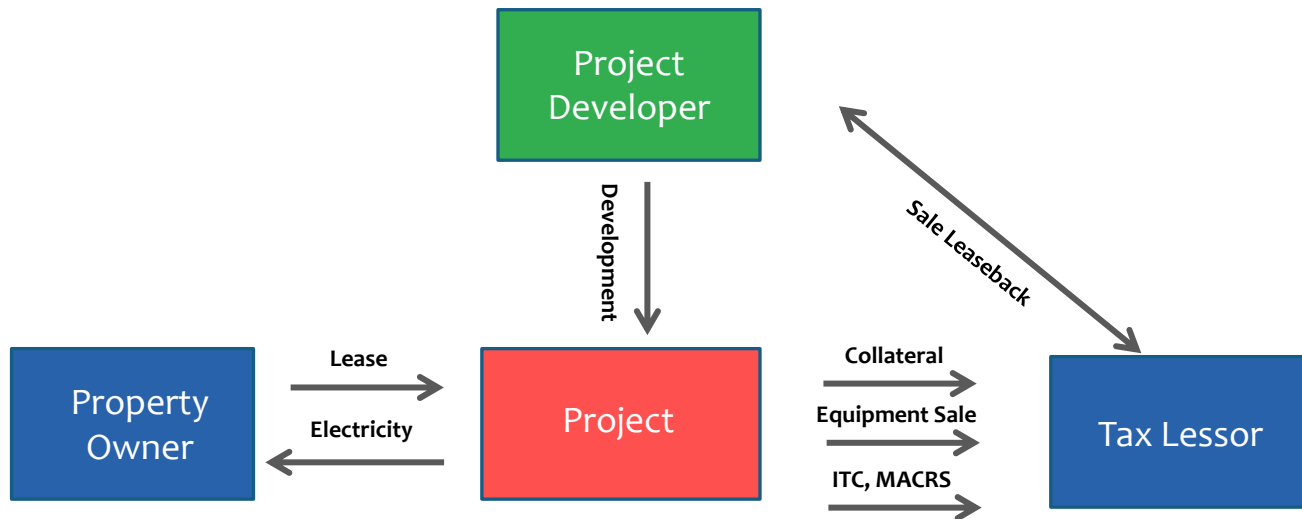 Project
Developer
Development
Sale Leaseback
Property
Owner
Lease
Electricity
Project
Collateral
Equipment Sale
ITC, MACRS
Tax Lessor